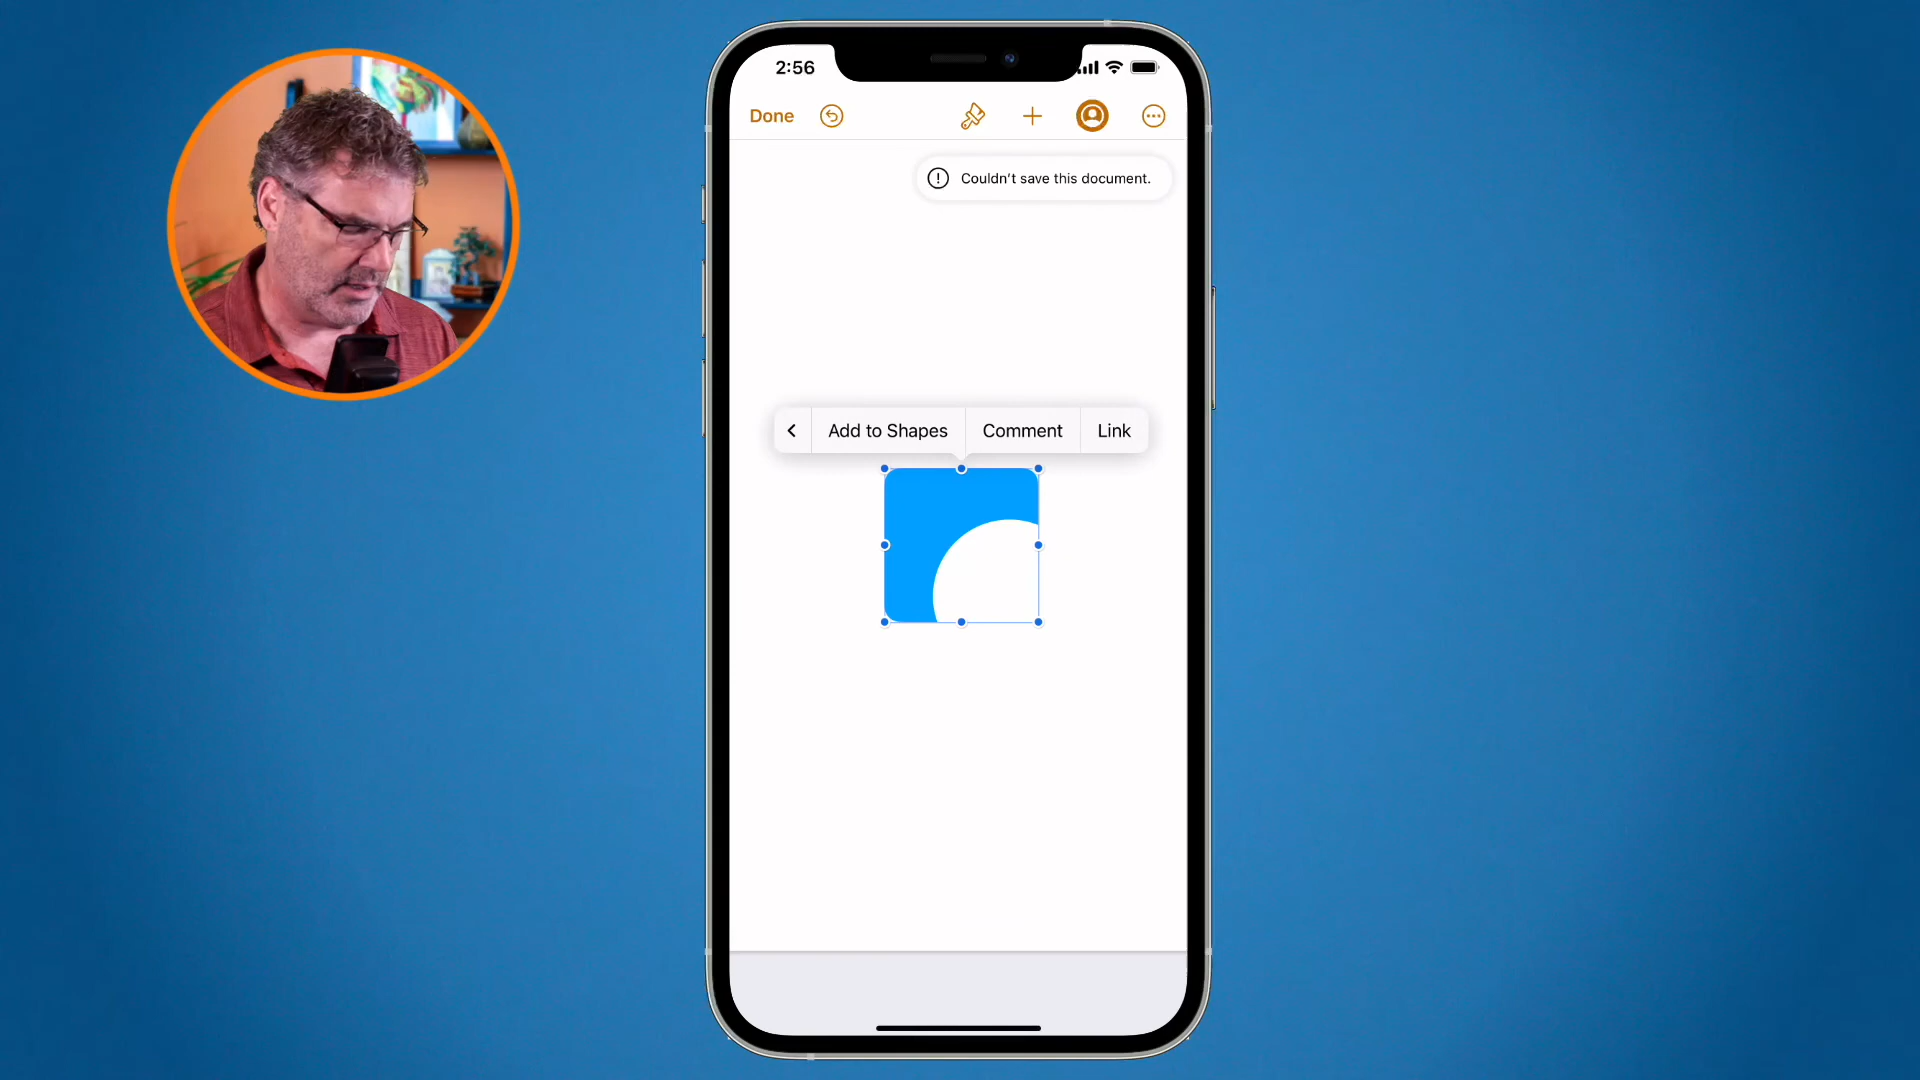 2:56
Done
Couldn't save this document.
Add to Shapes
Comment
Link